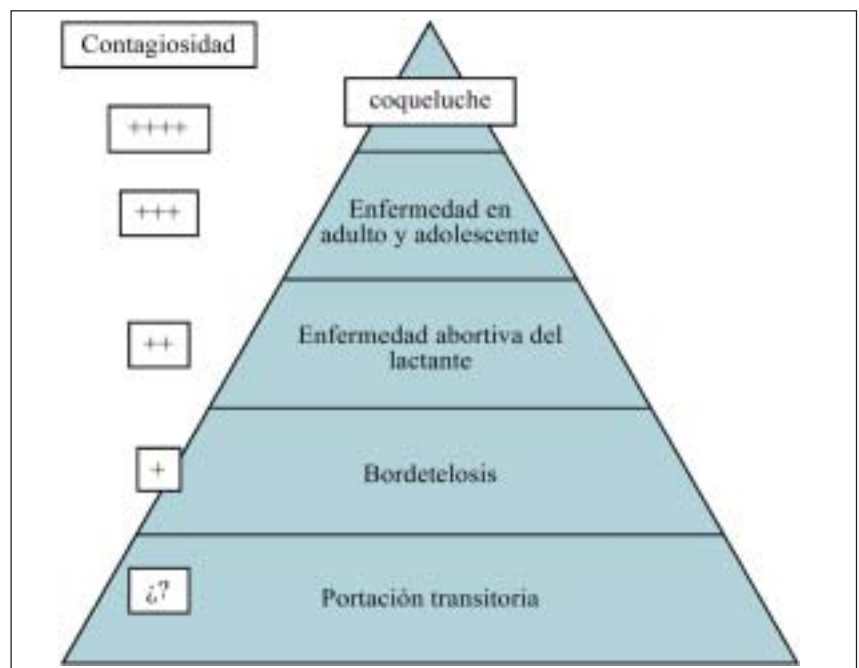 Contagiosidad
coqueluche
++++
+++
Enfermedad en
adulto y adolescente
++
Enfermedad abortiva del
lactante
+
Bordetelosis
¿?
Portación transitoria